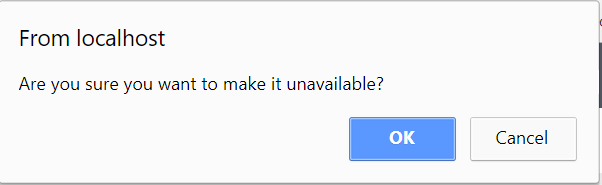 From localhost
Are you sure you want to make it unavailable?
OK
Cancel